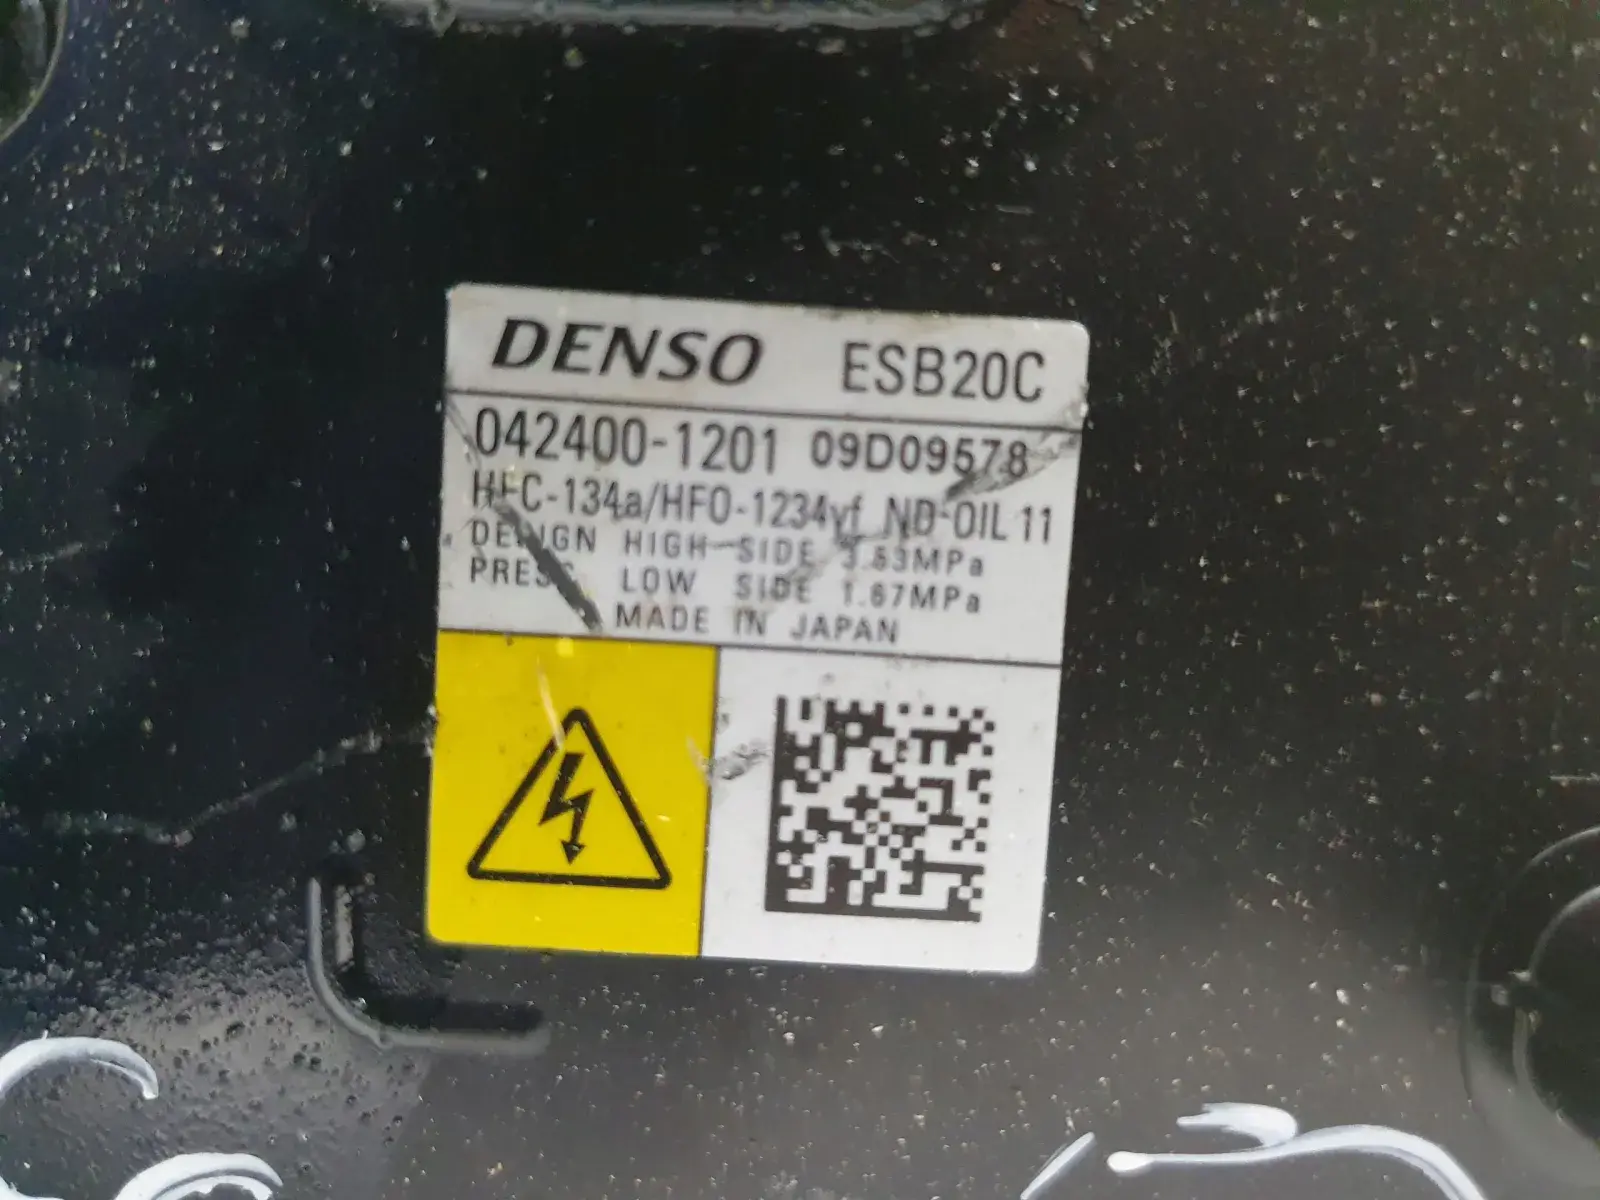 DENSO ESB20C
042400-1201 09D09578
HFC-134a/HFO-1234yf ND-OIL 11
DESIGN HIGH SIDE 3.53MPa
PRESS LOW SIDE 1.67MPa
MADE IN JAPAN